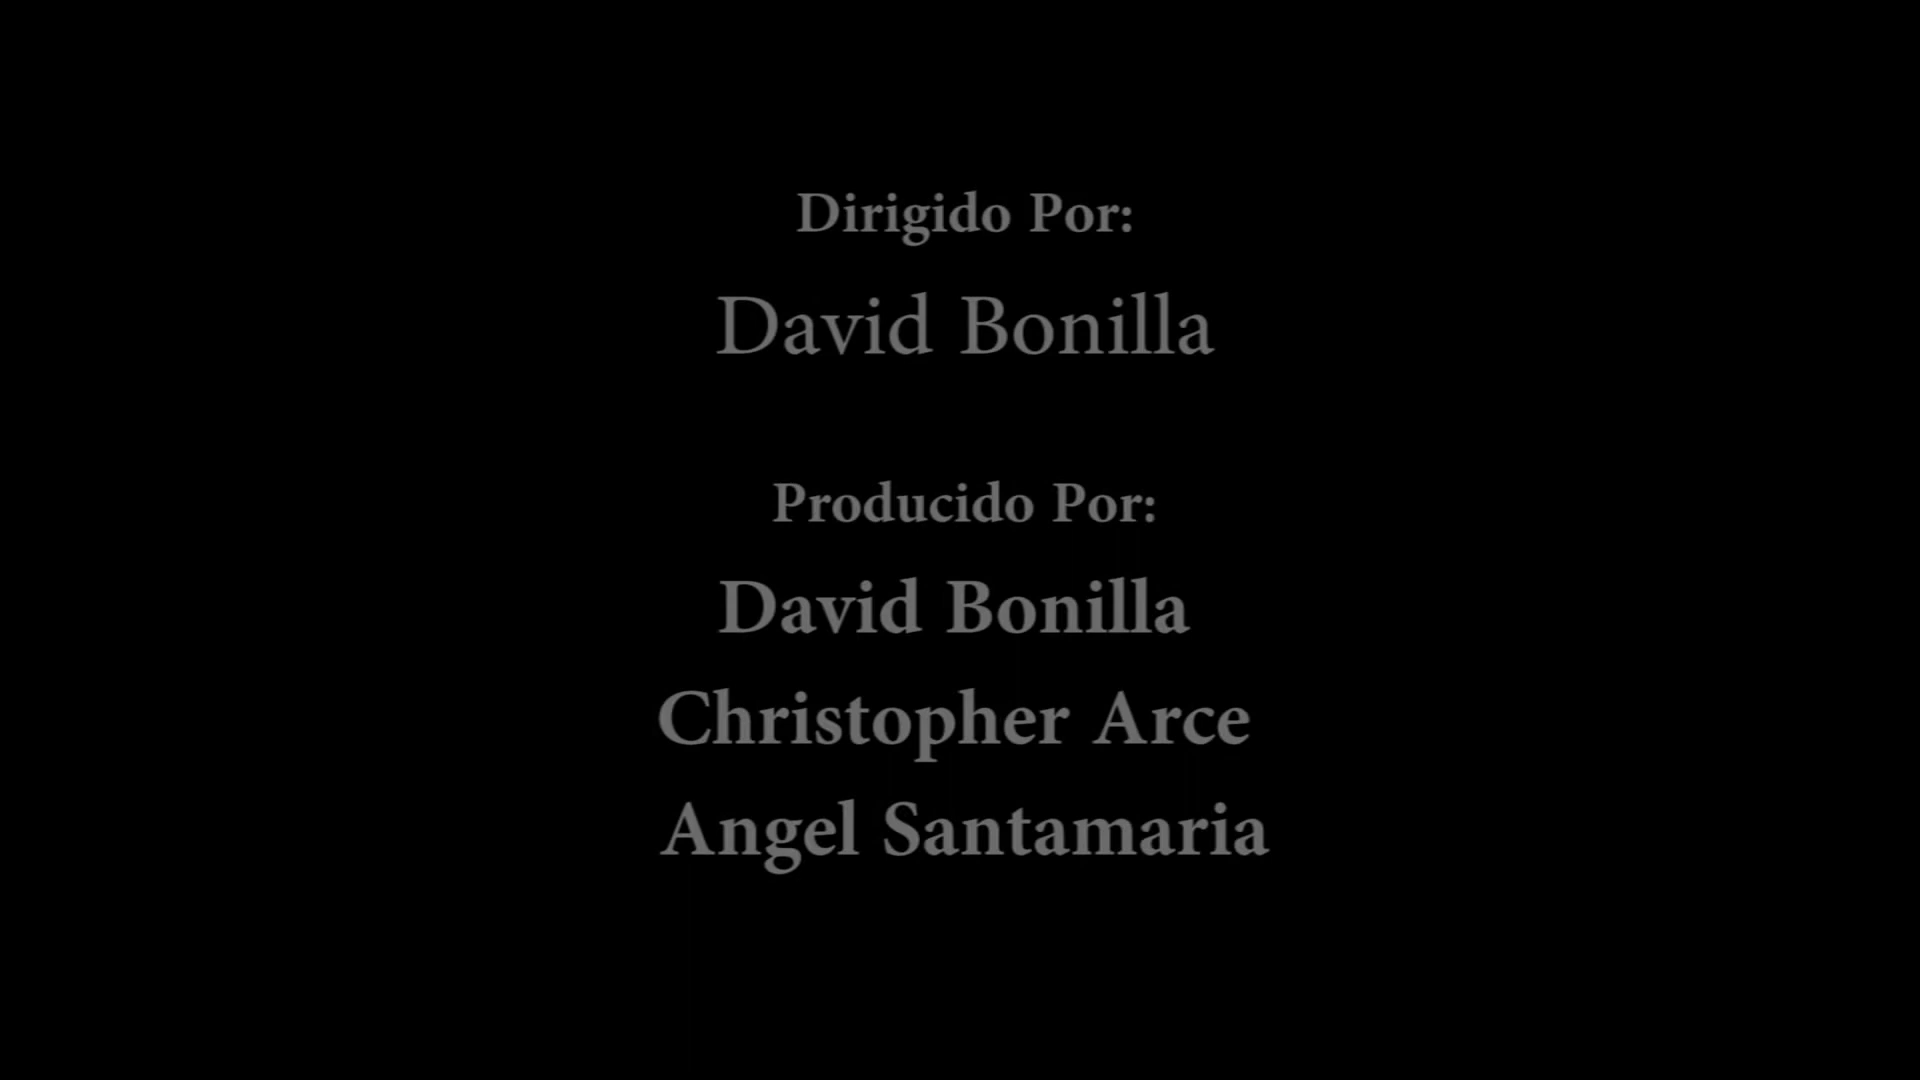 Dirigido Por:
David Bonilla
Producido Por:
David Bonilla
Christopher Arce
Angel Santamaria